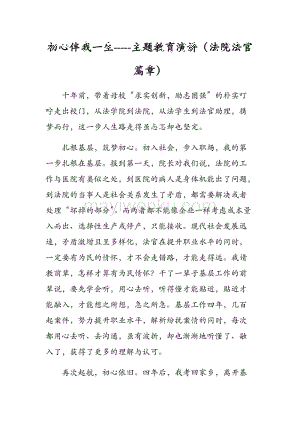 初心伴我一生-----主题教育演讲（法院法官
篇章）
十年前，带着母校“求实创新，励志图强”的朴实叮
咛走出校门，从法学院到法院，从法学生到法官助理，携
梦而行，这一步人生路走得虽忐忑却也坚定。
扎根基层，筑梦初心。初入社会，步入职路，我的第
一步扎根在基层。报到第一天，院长对我们说，法院的工
作与医院有类似之处，到医院的病人是身体机能出了问题，
到法院的当事人是社会关系发生了矛盾，都需要解决或者
处理“坏掉的部分”，而两者都不能像企业一样考虑成本量
入而出、选择性生产或停产，只能接收。现代社会发展迅
速，矛盾激增且呈多样化，法官在提升职业水平的同时，
一定要有为民的情怀，才不会走错路，才能走得远。我请
教前辈，怎样才算有为民情怀？干了一辈子基层工作的前
辈说，要先学会听，用心去听，听得懂才能贴近，贴近才
能融入，才能想之所想，急之所急。基层工作四年，几百
起案件，努力提升职业水平，解析纷扰案情的同时，每次
都用心去听、去沟通，渐有所获，却也渐渐地听懂了、融
入了，获得了更多的理解与认可。
再次起航，初心依旧。四年后，我考回家乡，离开基